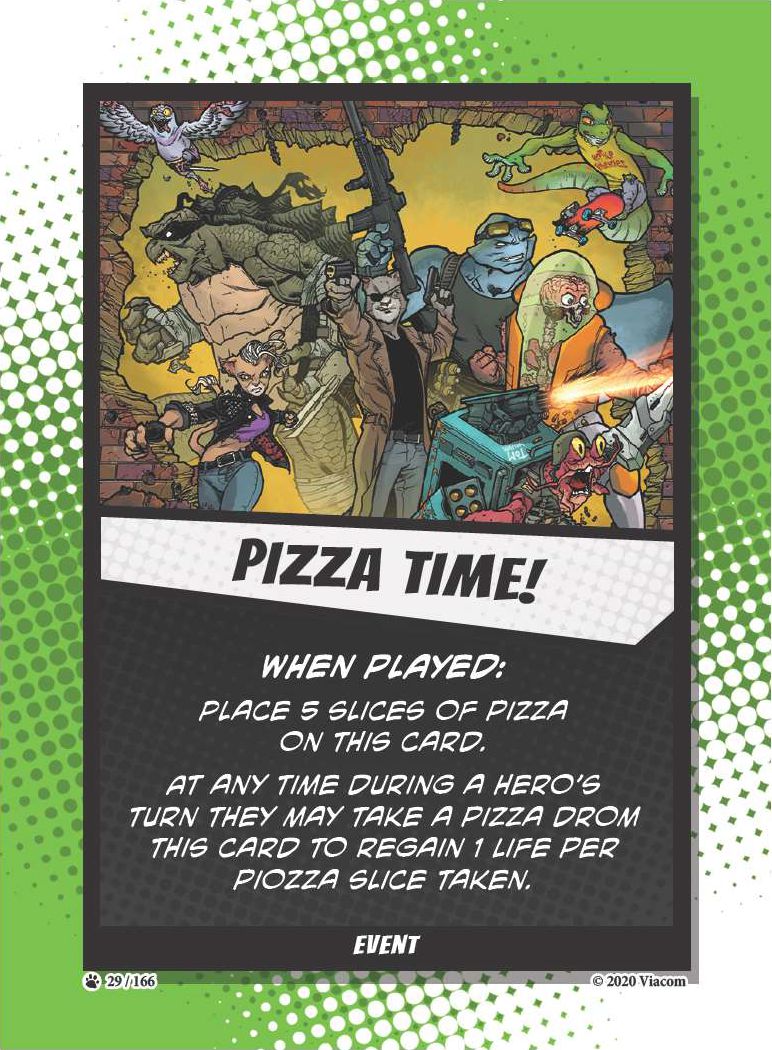 PIZZA TIME!
WHEN PLAYED:
PLACE 5 SLICES OF PIZZA
ON THIS CARD.
AT ANY TIME DURING A HERO'S
TURN THEY MAY TAKE A PIZZA DROM
THIS CARD TO REGAIN 1 LIFE PER
PIOZZA SLICE TAKEN.
EVENT
29/166
© 2020 Viacom